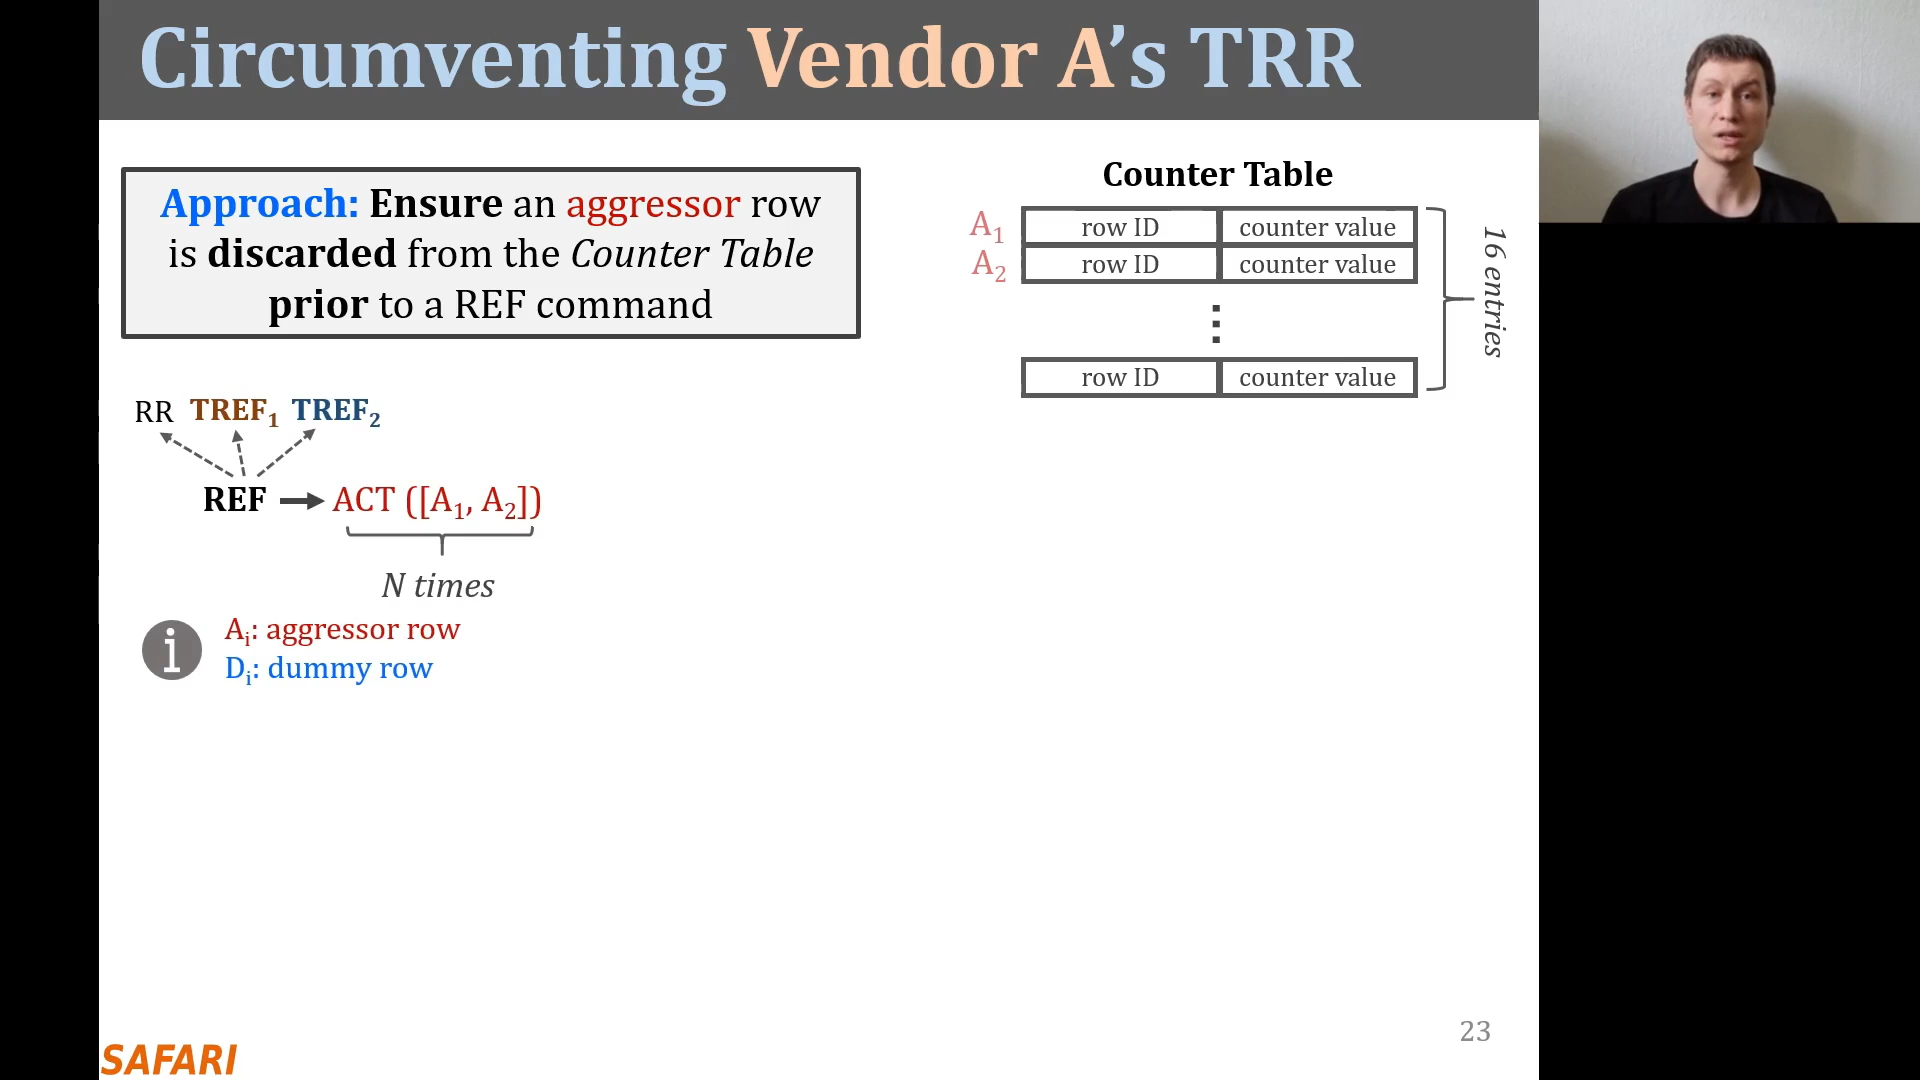 Circumventing Vendor A’s TRR
Approach: Ensure an aggressor row
is discarded from the Counter Table
prior to a REF command
Counter Table
A1 row ID counter value
A2 row ID counter value
row ID counter value
16 entries
RR TREF1 TREF2
REF ACT ([A1, A2])
N times
i
Ai: aggressor row
Di: dummy row
23
SAFARI